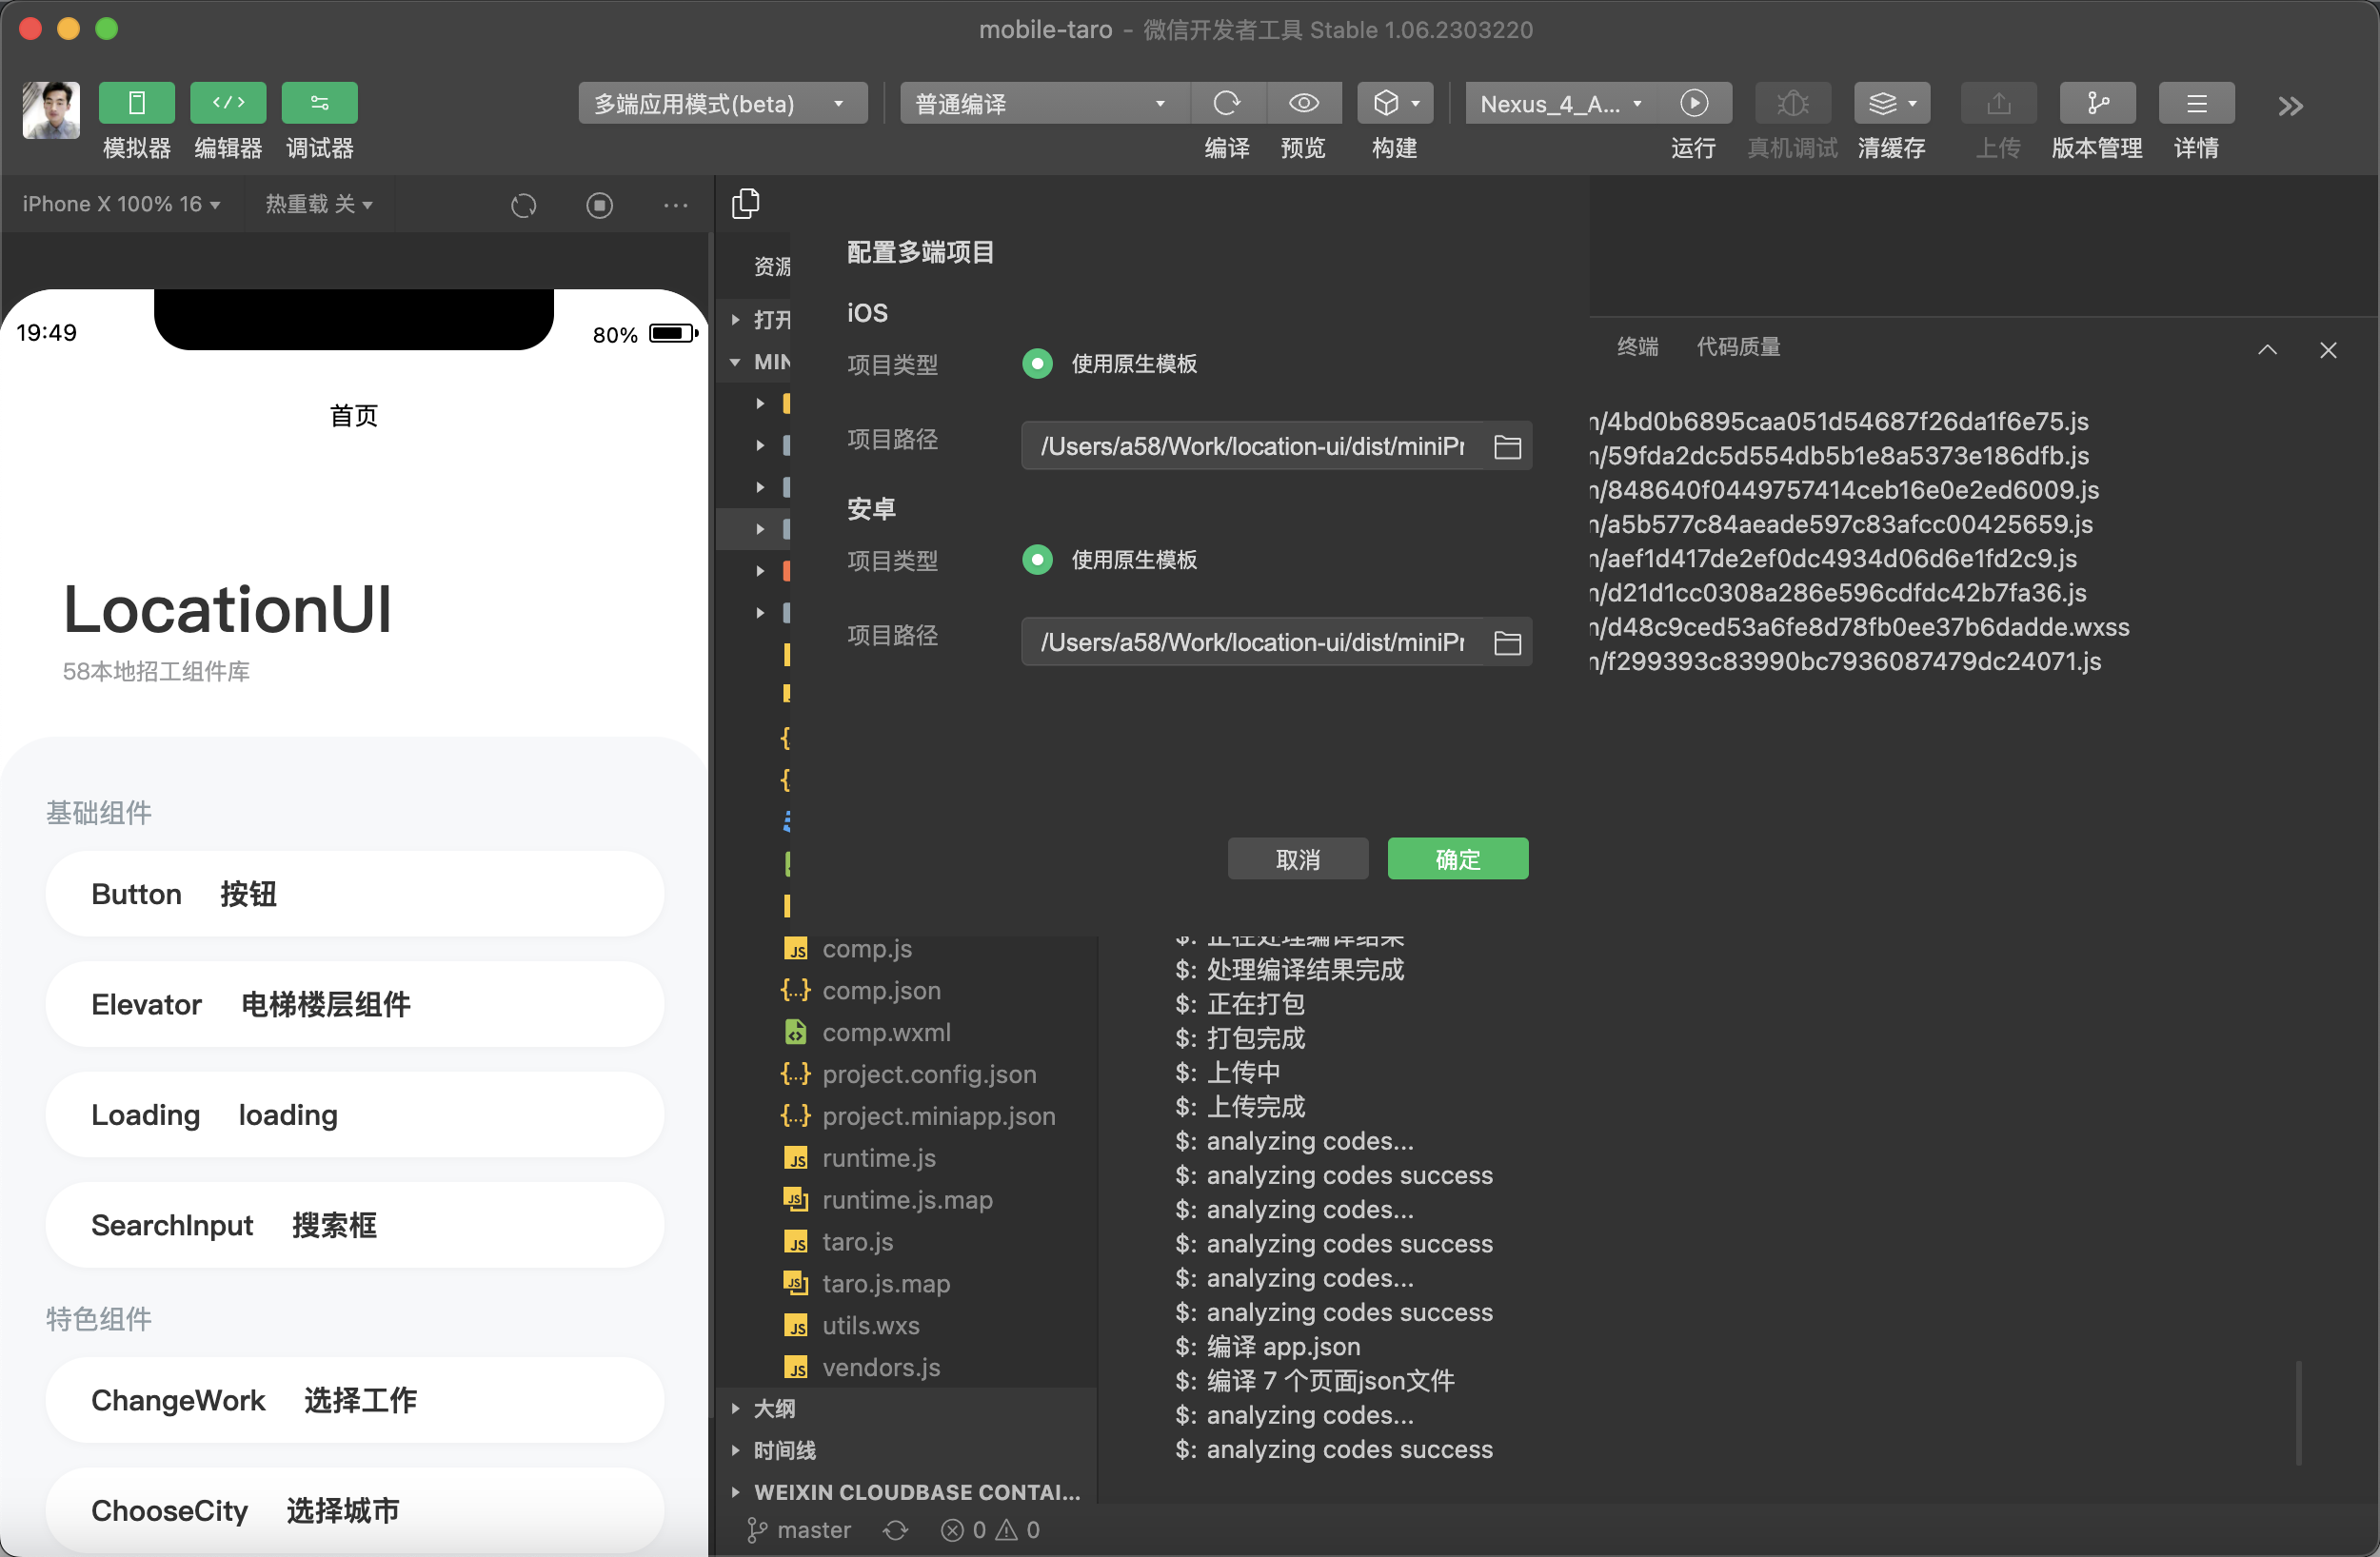 mobile-taro - 微信开发者工具 Stable 1.06.2303220
多端应用模式(beta)
普通编译
Nexus_4_A...
模拟器
编辑器
调试器
编译
预览
构建
运行
真机调试
清缓存
上传
版本管理
详情
iPhone X 100% 16
热重载 关
19:49
80%
首页
LocationUI
58本地招工组件库
基础组件
Button 按钮
Elevator 电梯楼层组件
Loading loading
SearchInput 搜索框
特色组件
ChangeWork 选择工作
ChooseCity 选择城市
资源
打开
MIN
comp.js
comp.json
comp.wxml
project.config.json
project.miniapp.json
runtime.js
runtime.js.map
taro.js
taro.js.map
utils.wxs
vendors.js
大纲
时间线
WEIXIN CLOUDBASE CONTAI...
master
0
0
配置多端项目
iOS
项目类型
使用原生模板
项目路径
/Users/a58/Work/location-ui/dist/miniPr
安卓
项目类型
使用原生模板
项目路径
/Users/a58/Work/location-ui/dist/miniPr
取消
确定
终端
代码质量
n/4bd0b6895caa051d54687f26da1f6e75.js
n/59fda2dc5d554db5b1e8a5373e186dfb.js
n/848640f0449757414ceb16e0e2ed6009.js
n/a5b577c84aeade597c83afcc00425659.js
n/aef1d417de2ef0dc4934d06d6e1fd2c9.js
n/d21d1cc0308a286e596cdfdc42b7fa36.js
n/d48c9ced53a6fe8d78fb0ee37b6dadde.wxss
n/f299393c83990bc7936087479dc24071.js
$: 正在处理编译结果
$: 处理编译结果完成
$: 正在打包
$: 打包完成
$: 上传中
$: 上传完成
$: analyzing codes...
$: analyzing codes success
$: analyzing codes...
$: analyzing codes success
$: analyzing codes...
$: analyzing codes success
$: 编译 app.json
$: 编译 7 个页面json文件
$: analyzing codes...
$: analyzing codes success